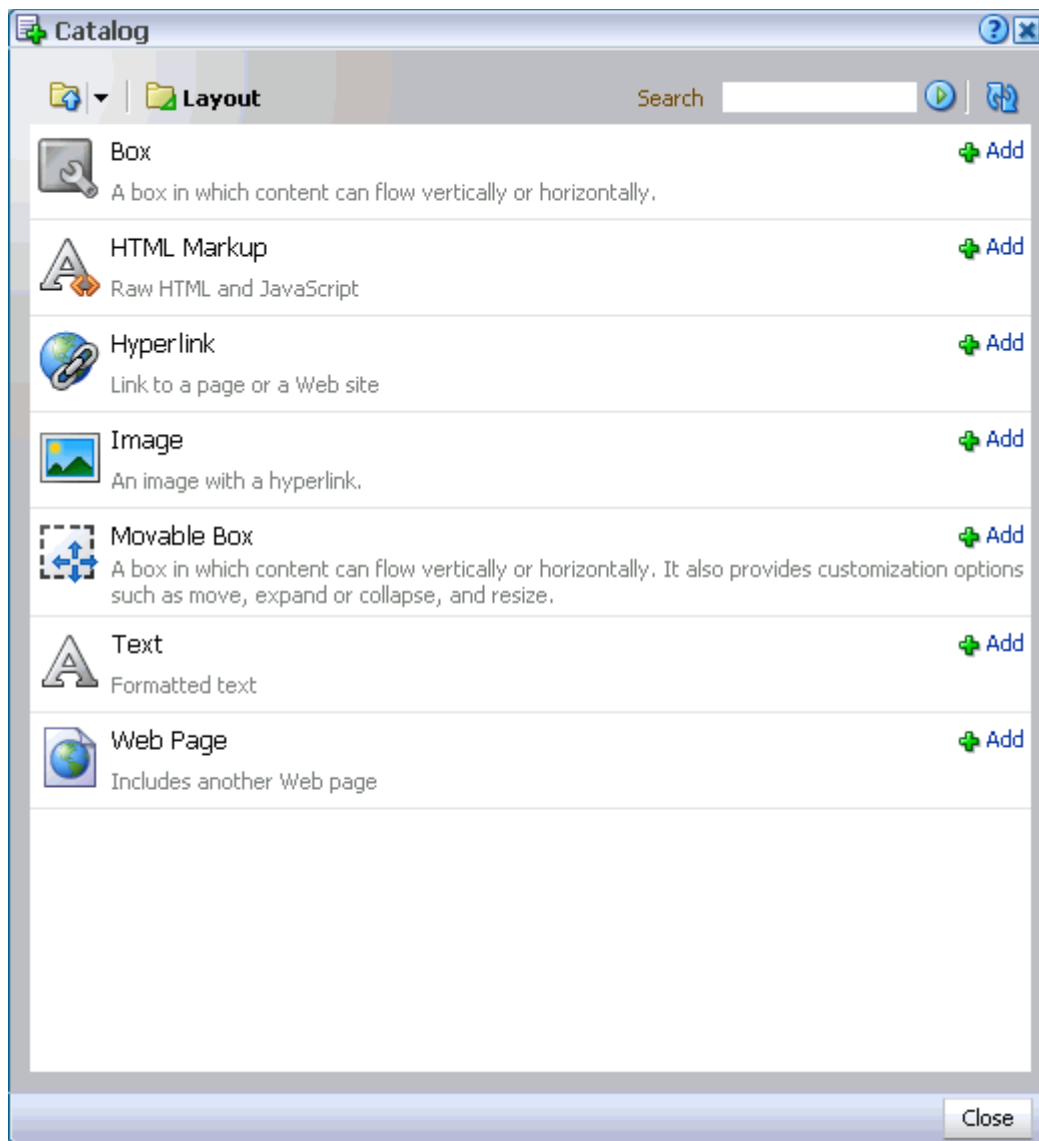 Catalog
Layout Search
Box Add
A box in which content can flow vertically or horizontally.
HTML Markup Add
Raw HTML and JavaScript
Hyperlink Add
Link to a page or a Web site
Image Add
An image with a hyperlink.
Movable Box Add
A box in which content can flow vertically or horizontally. It also provides customization options
such as move, expand or collapse, and resize.
Text Add
Formatted text
Web Page Add
Includes another Web page
Close